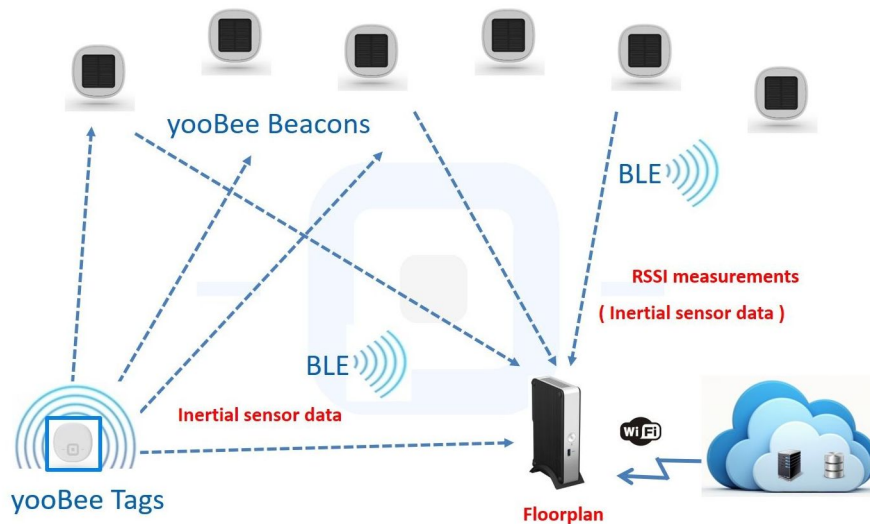 yooBee Beacons
BLE
RSSI measurements
( Inertial sensor data )
BLE
Inertial sensor data
WiFi
yooBee Tags
Floorplan